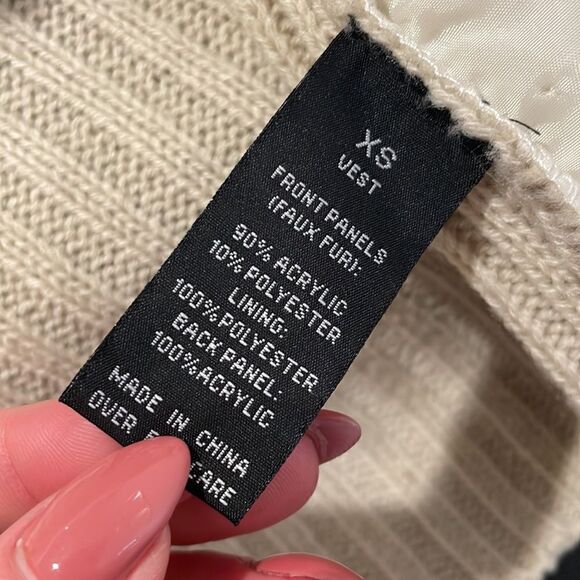 XS
VEST
FRONT PANELS
(FAUX FUR):
90% ACRYLIC
10% POLYESTER
LINING:
100%POLYESTER
BACK PANEL:
100%ACRYLIC
MADE IN CHINA
OVER CARE